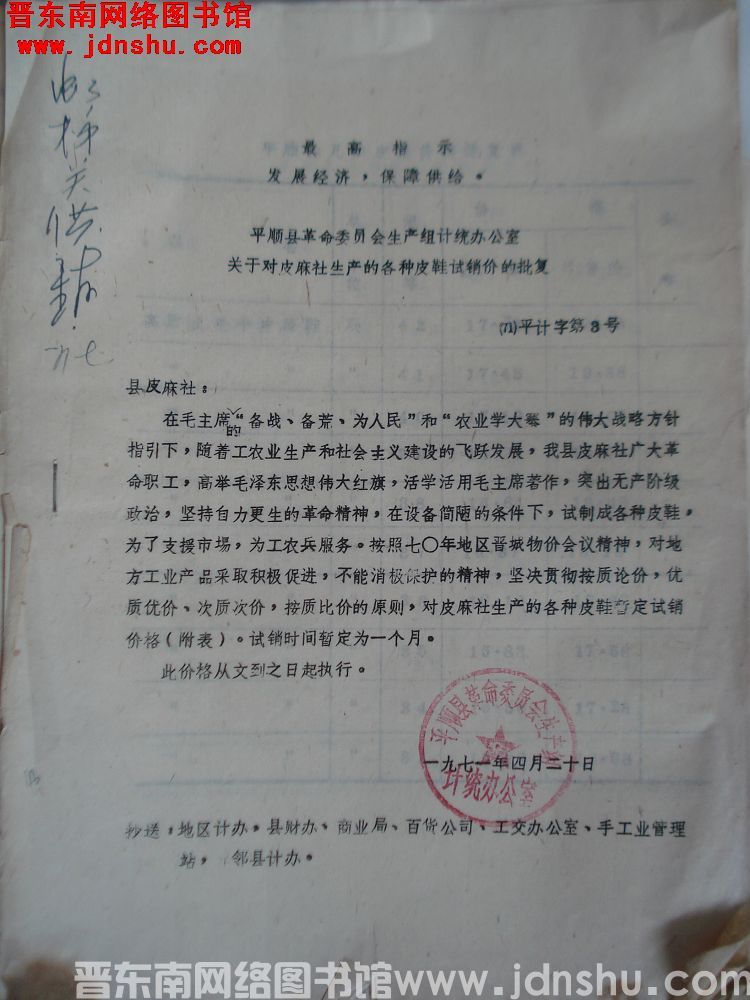 晋东南网络图书馆
www.jdnshu.com
最高指示
发展经济，保障供给。
平顺县革命委员会生产组计统办公室
关于对皮麻社生产的各种皮鞋试销价的批复
(71)平计字第3号
县皮麻社：
在毛主席的“备战、备荒、为人民”和“农业学大寨”的伟大战略方针
指引下，随着工农业生产和社会主义建设的飞跃发展，我县皮麻社广大革
命职工，高举毛泽东思想伟大红旗，活学活用毛主席著作，突出无产阶级
政治，坚持自力更生的革命精神，在设备简陋的条件下，试制成各种皮鞋，
为了支援市场，为工农兵服务。按照七〇年地区晋城物价会议精神，对地
方工业产品采取积极促进，不能消极保护的精神，坚决贯彻按质论价，优
质优价、次质次价，按质比价的原则，对皮麻社生产的各种皮鞋暂定试销
价格（附表）。试销时间暂定为一个月。
此价格从文到之日起执行。
平顺县革命委员会生产组
计统办公室
一九七一年四月二十日
抄送，地区计办，县财办、商业局、百货公司、工交办公室、手工业管理
站，邻县计办。
晋东南网络图书馆www.jdnshu.com